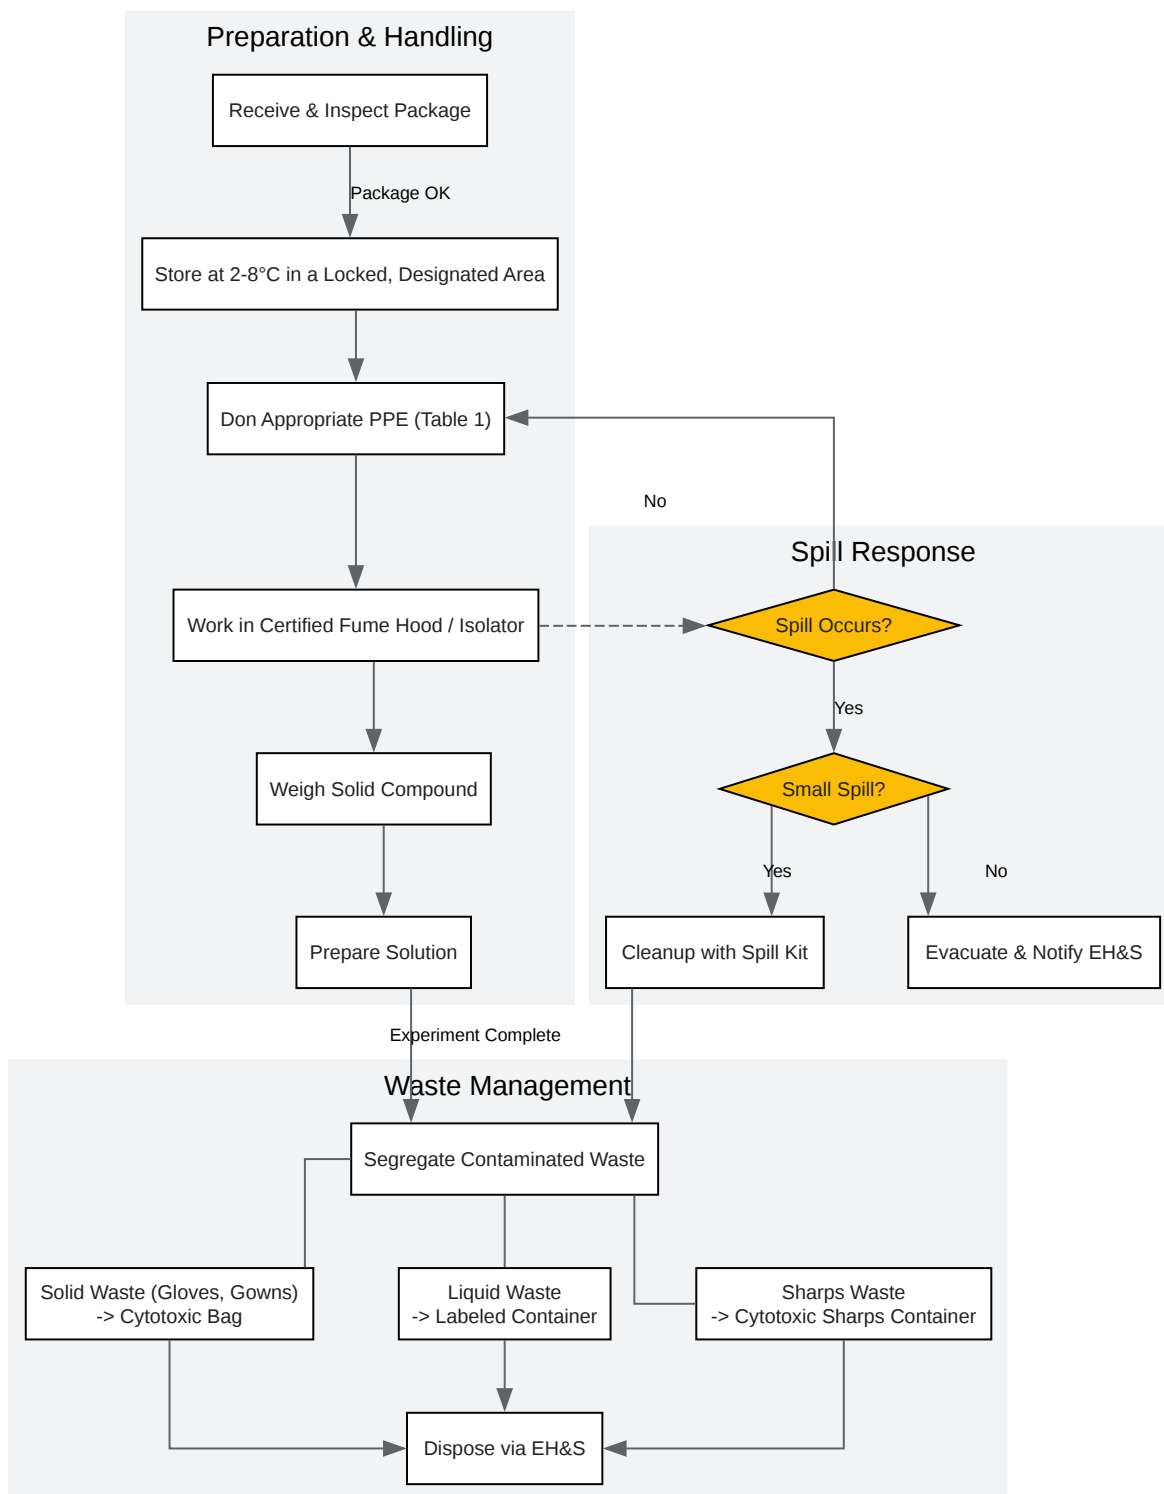 Preparation & Handling
Receive & Inspect Package
Package OK
Store at 2-8°C in a Locked, Designated Area
Don Appropriate PPE (Table 1)
No
Spill Response
Work in Certified Fume Hood / Isolator
Spill Occurs?
Yes
Weigh Solid Compound
Small Spill?
Yes
No
Prepare Solution
Cleanup with Spill Kit
Evacuate & Notify EH&S
Experiment Complete
Waste Management
Segregate Contaminated Waste
Solid Waste (Gloves, Gowns)
-> Cytotoxic Bag
Liquid Waste
-> Labeled Container
Sharps Waste
-> Cytotoxic Sharps Container
Dispose via EH&S